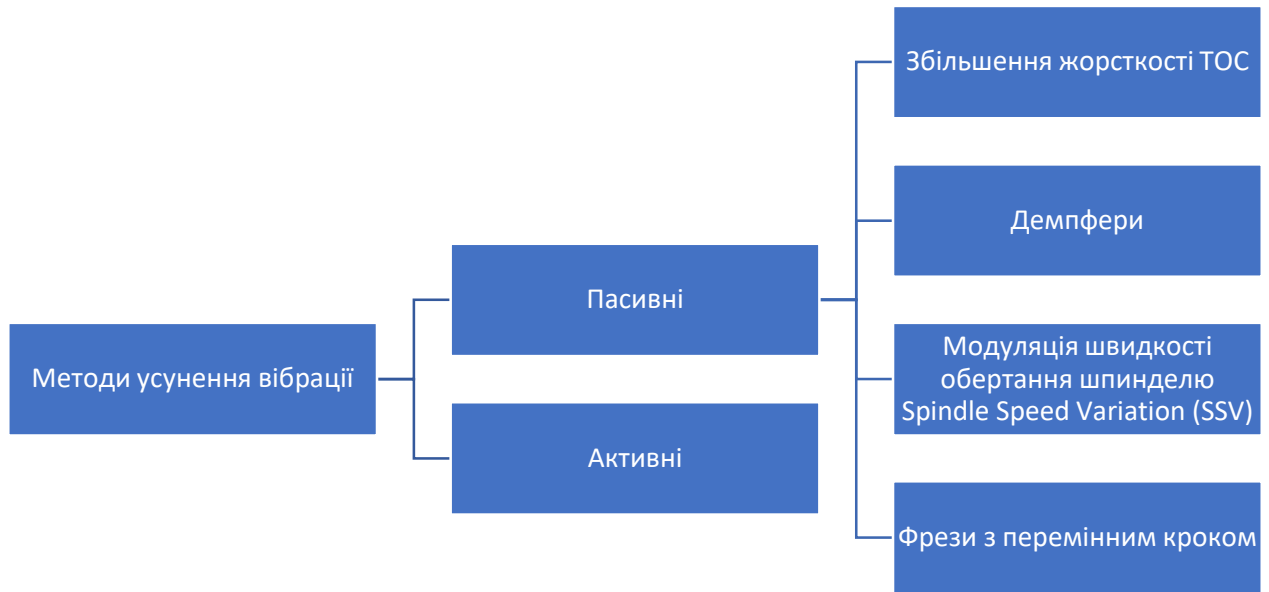 Методи усунення вібрації
Пасивні
Активні
Збільшення жорсткості ТОС
Демпфери
Модуляція швидкості
обертання шпинделю
Spindle Speed Variation (SSV)
Фрези з перемінним кроком